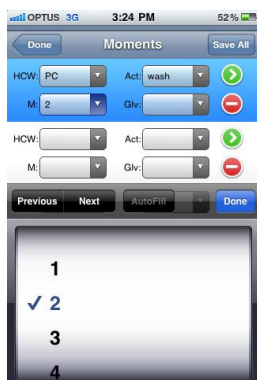 OPTUS 3G 3:24 PM 52%
Done Moments Save All
HCW: PC Act: wash
M: 2 Glv:
HCW: Act:
M: Glv:
Previous Next AutoFill Done
1
✓ 2
3
4